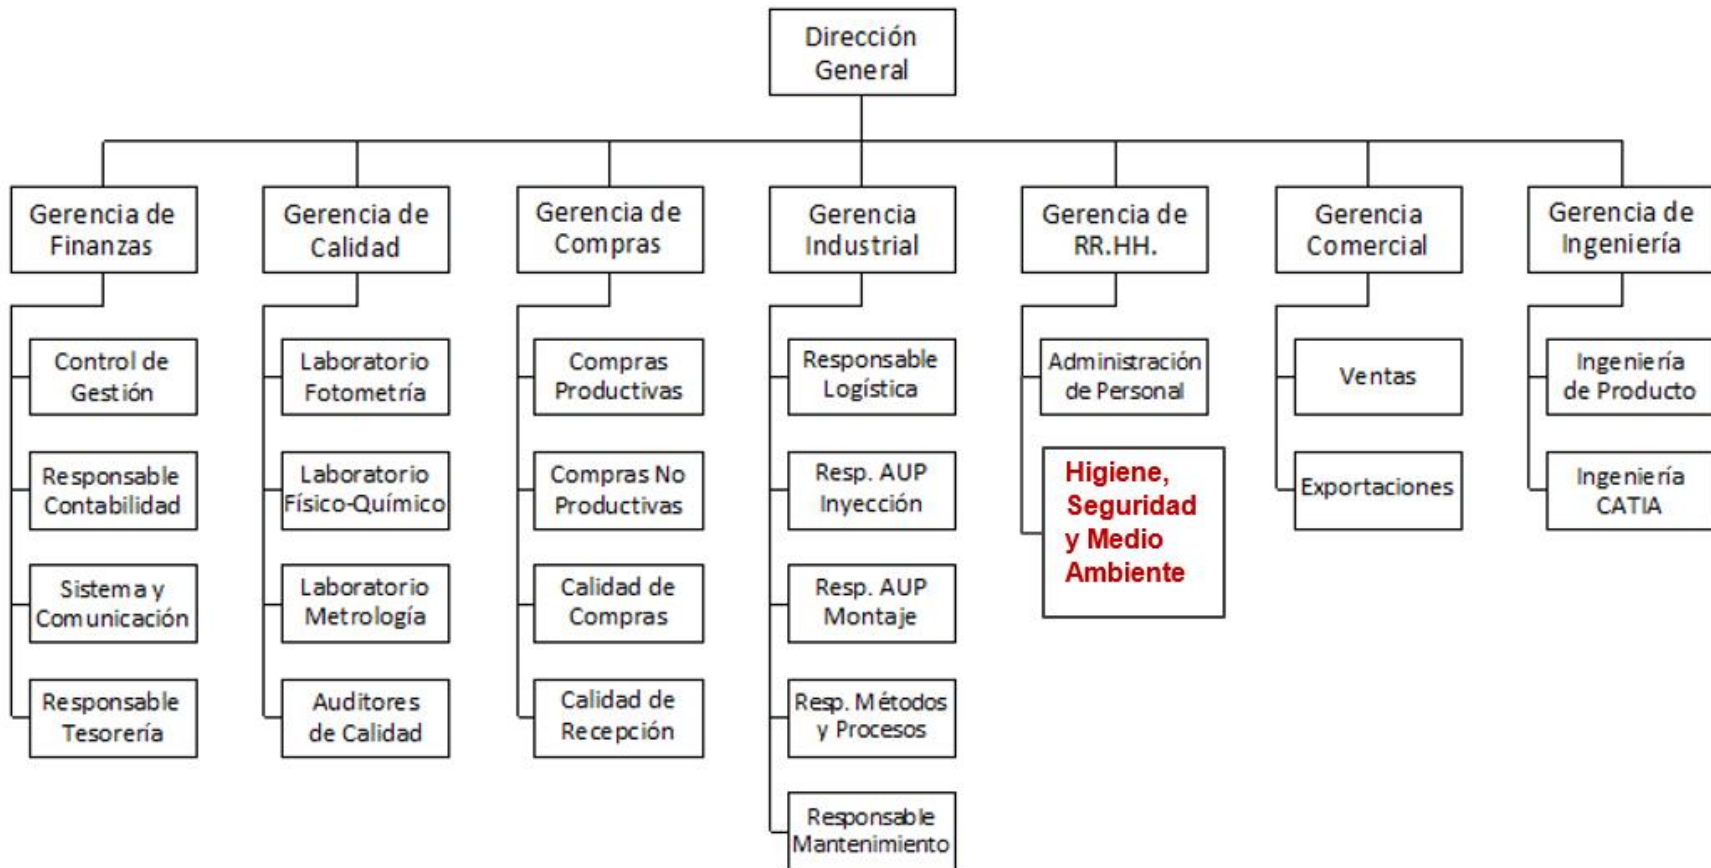 Dirección
General
Gerencia de
Finanzas
Gerencia de
Calidad
Gerencia de
Compras
Gerencia
Industrial
Gerencia de
RR.HH.
Gerencia
Comercial
Gerencia de
Ingeniería
Control de
Gestión
Responsable
Contabilidad
Sistema y
Comunicación
Responsable
Tesorería
Laboratorio
Fotometría
Laboratorio
Físico-Químico
Laboratorio
Metrología
Auditores
de Calidad
Compras
Productivas
Compras No
Productivas
Calidad de
Compras
Calidad de
Recepción
Responsable
Logística
Resp. AUP
Inyección
Resp. AUP
Montaje
Resp. Métodos
y Procesos
Responsable
Mantenimiento
Administración
de Personal
Higiene,
Seguridad
y Medio
Ambiente
Ventas
Exportaciones
Ingeniería
de Producto
Ingeniería
CATIA